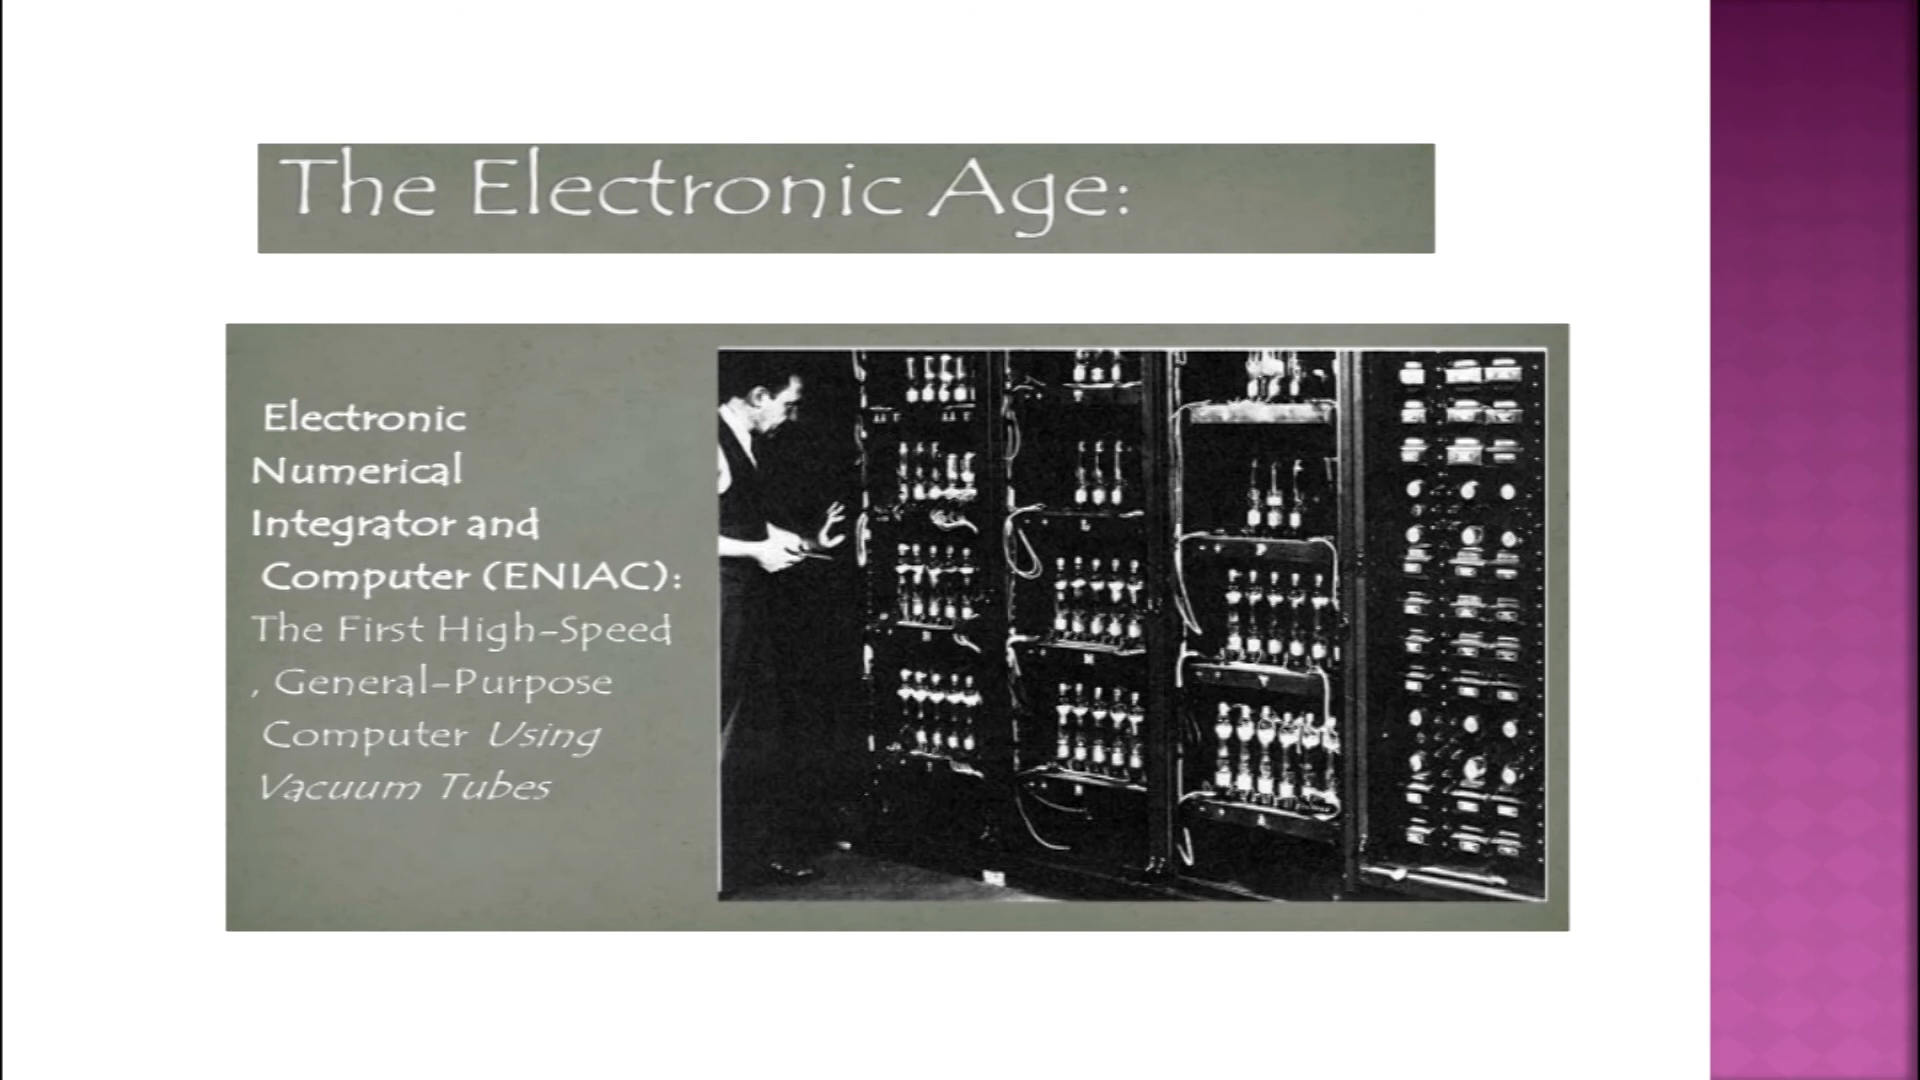 The Electronic Age:
Electronic
Numerical
Integrator and
Computer (ENIAC):
The First High-Speed
, General-Purpose
Computer Using
Vacuum Tubes